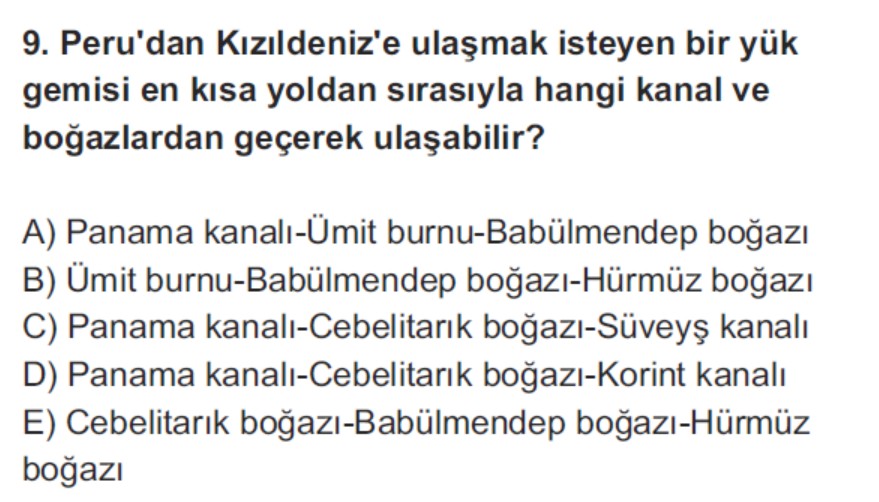 9. Peru'dan Kızıldeniz'e ulaşmak isteyen bir yük
gemisi en kısa yoldan sırasıyla hangi kanal ve
boğazlardan geçerek ulaşabilir?
A) Panama kanalı-Ümit burnu-Babülmendep boğazı
B) Ümit burnu-Babülmendep boğazı-Hürmüz boğazı
C) Panama kanalı-Cebelitarık boğazı-Süveyş kanalı
D) Panama kanalı-Cebelitarık boğazı-Korint kanalı
E) Cebelitarık boğazı-Babülmendep boğazı-Hürmüz
boğazı